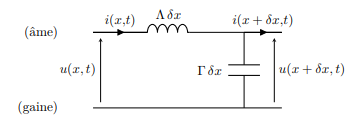 i(x,t) Λ δx i(x + δx,t)
(âme)
u(x,t) Γ δx u(x + δx, t)
(gaine)